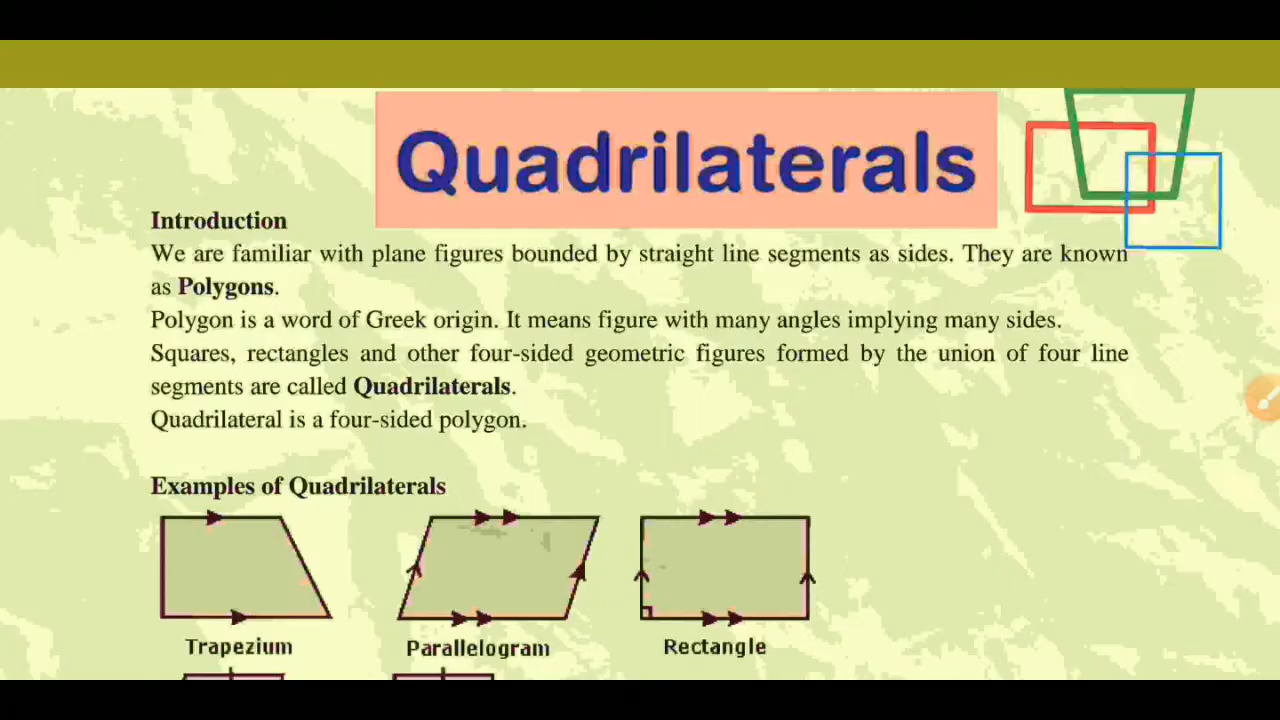 Quadrilaterals
Introduction
We are familiar with plane figures bounded by straight line segments as sides. They are known
as Polygons.
Polygon is a word of Greek origin. It means figure with many angles implying many sides.
Squares, rectangles and other four-sided geometric figures formed by the union of four line
segments are called Quadrilaterals.
Quadrilateral is a four-sided polygon.
Examples of Quadrilaterals
Trapezium Parallelogram Rectangle